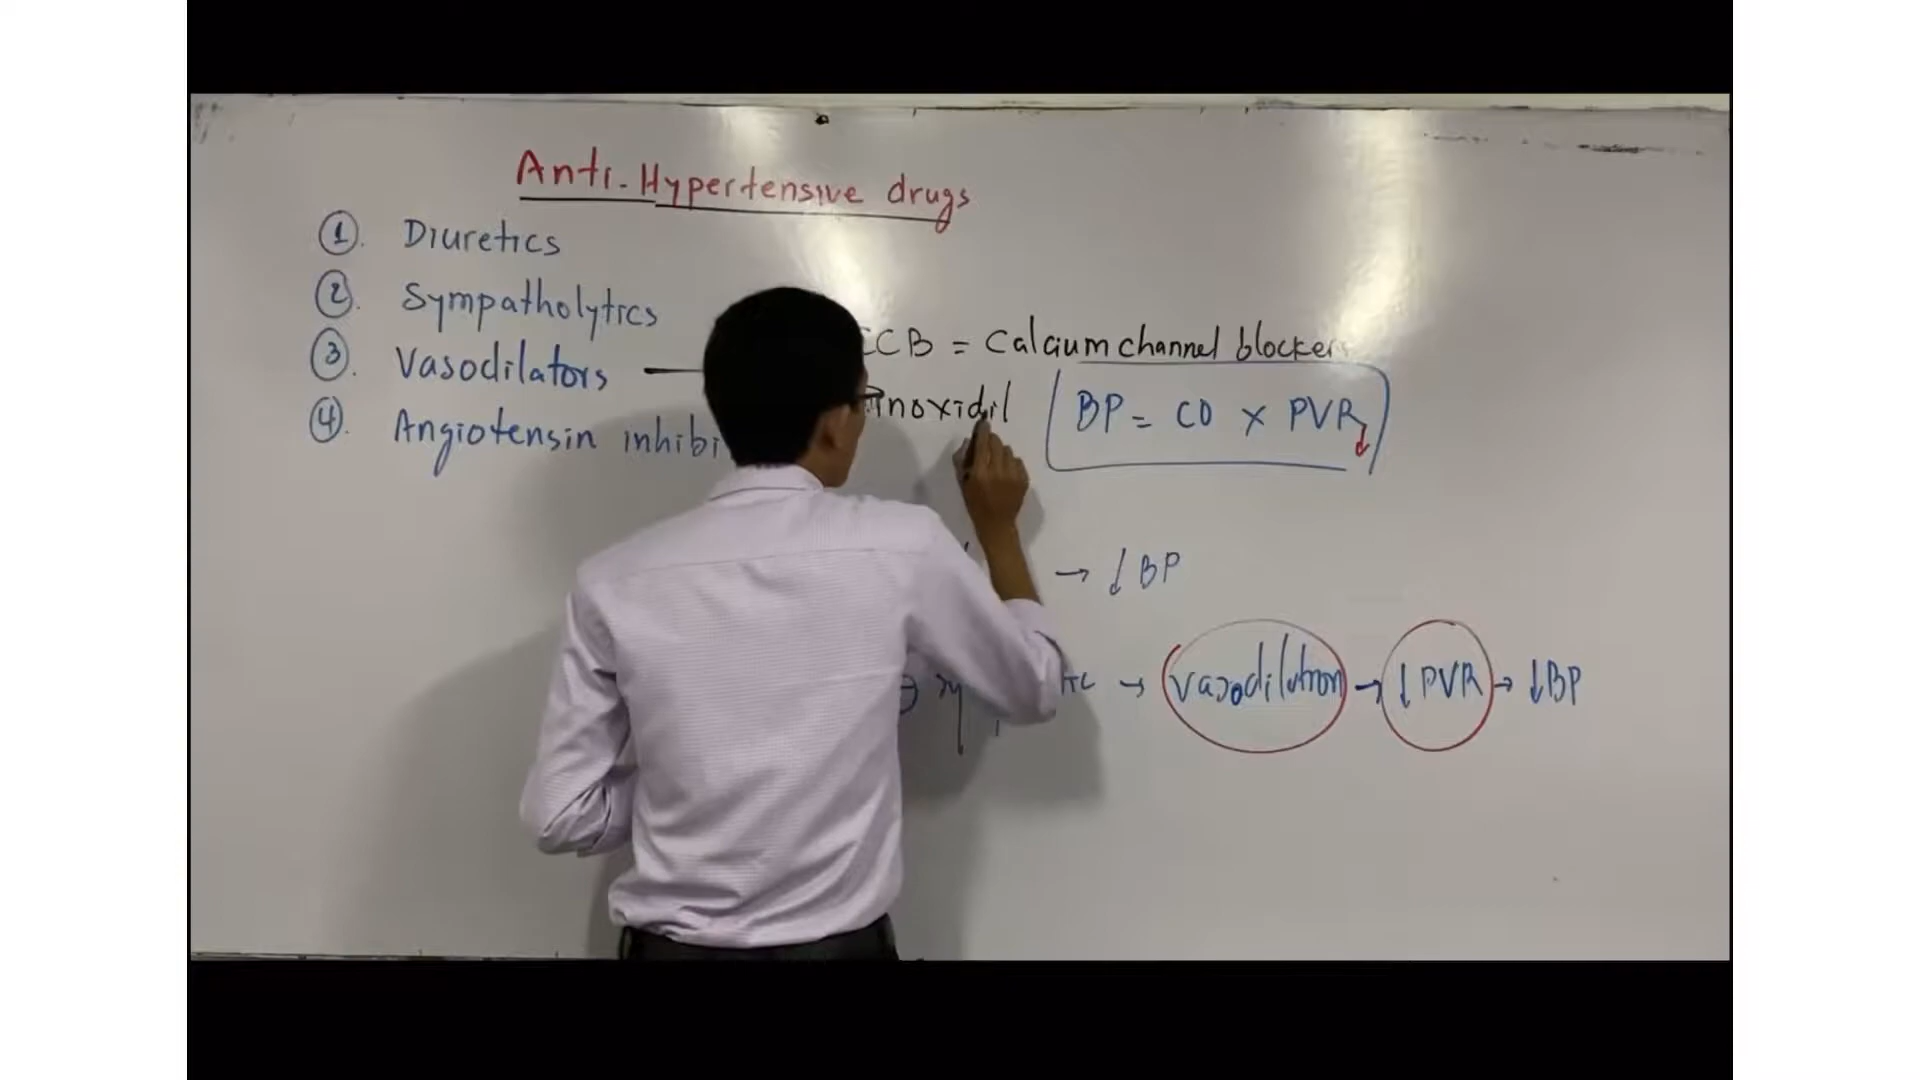 Anti-Hypertensive drugs
①. Diuretics
②. Sympatholytics
③. Vasodilators —
CCB = Calcium channel blockers
inoxidil
④. Angiotensin inhibi
BP = CO × PVR↓
→ ↓BP
→ vasodilation → ↓PVR → ↓BP